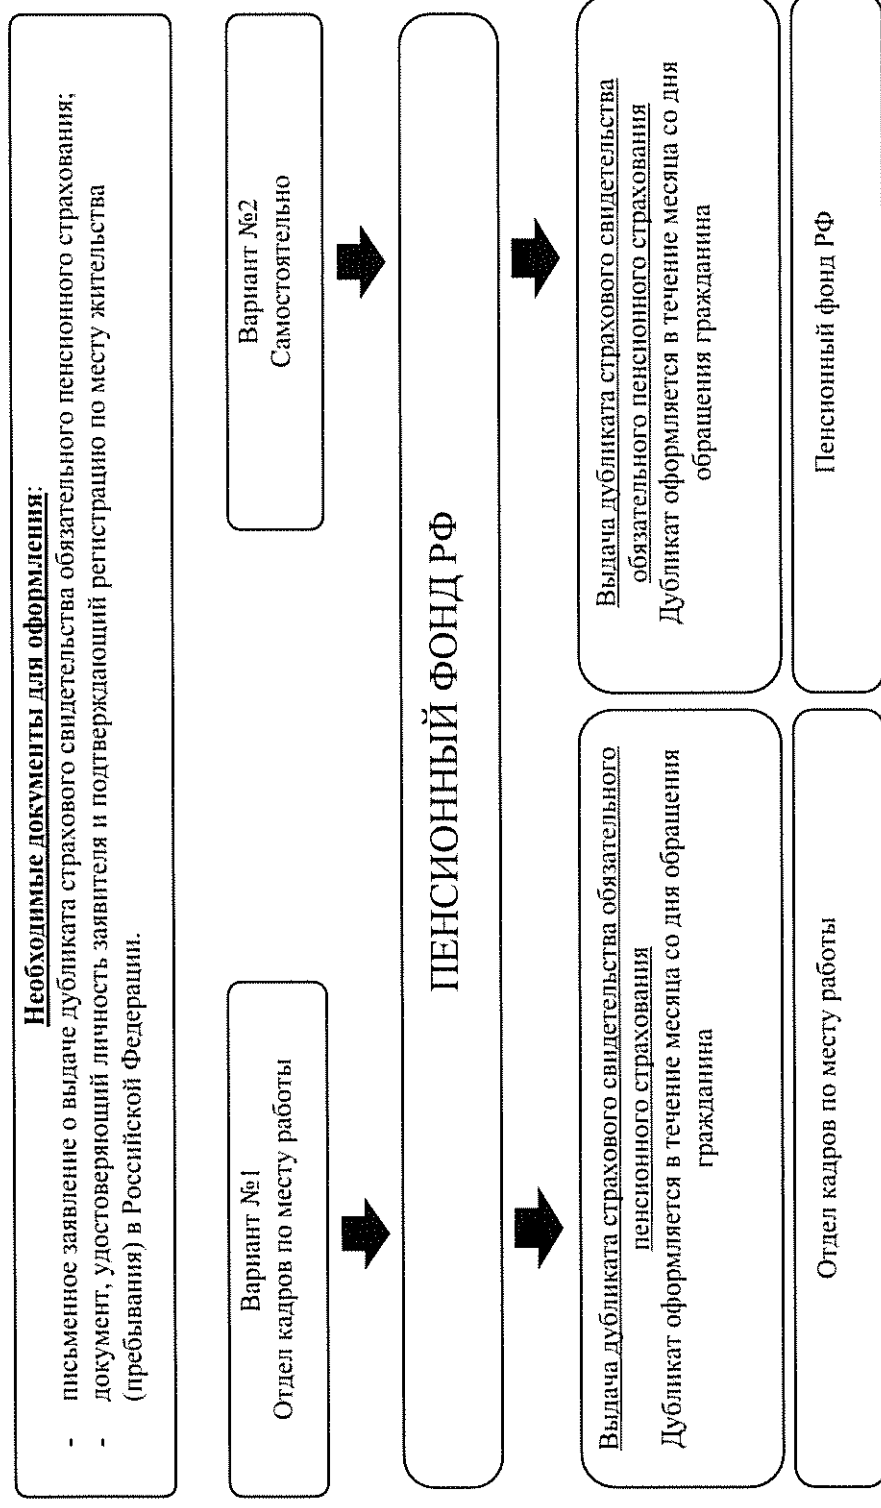 Необходимые документы для оформления:
- письменное заявление о выдаче дубликата страхового свидетельства обязательного пенсионного страхования;
- документ, удостоверяющий личность заявителя и подтверждающий регистрацию по месту жительства
(пребывания) в Российской Федерации.
Вариант №1
Отдел кадров по месту работы
Вариант №2
Самостоятельно
ПЕНСИОННЫЙ ФОНД РФ
Выдача дубликата страхового свидетельства обязательного
пенсионного страхования
Дубликат оформляется в течение месяца со дня обращения
гражданина
Выдача дубликата страхового свидетельства
обязательного пенсионного страхования
Дубликат оформляется в течение месяца со дня
обращения гражданина
Отдел кадров по месту работы
Пенсионный фонд РФ